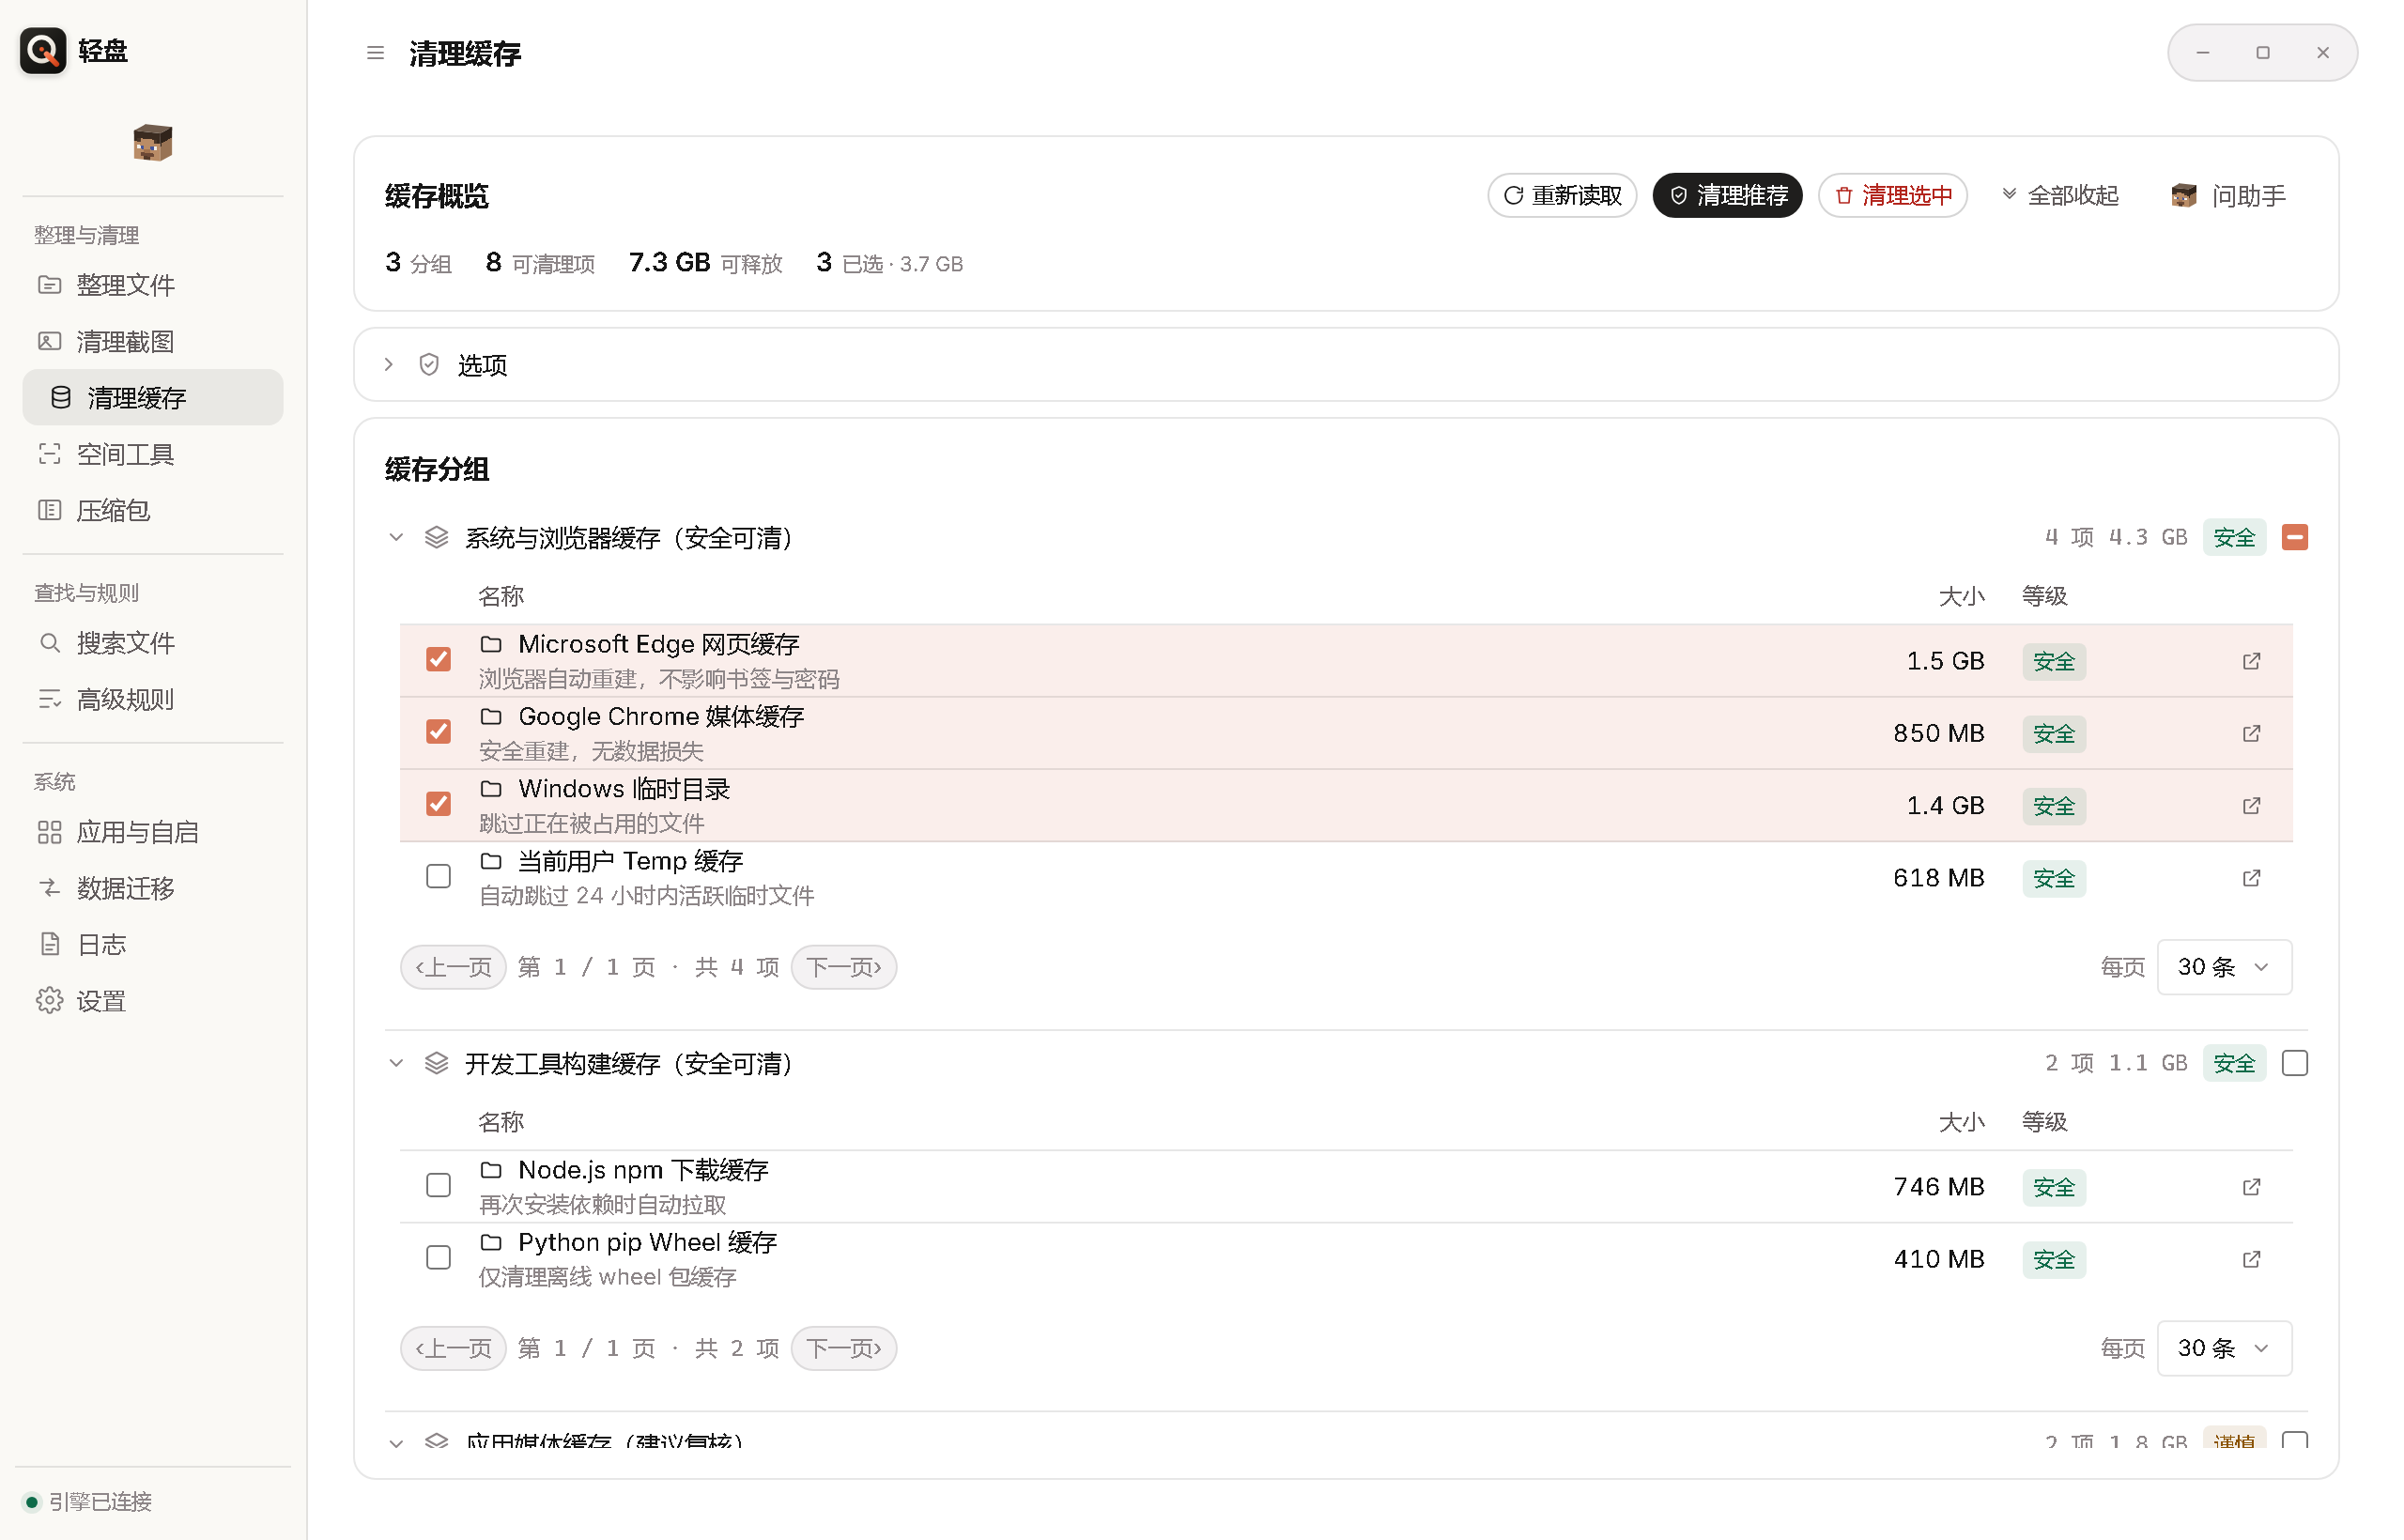 轻盘
清理缓存
整理与清理
整理文件
清理截图
清理缓存
空间工具
压缩包
查找与规则
搜索文件
高级规则
系统
应用与自启
数据迁移
日志
设置
引擎已连接
缓存概览
重新读取 清理推荐 清理选中 全部收起 问助手
3 分组 8 可清理项 7.3 GB 可释放 3 已选 · 3.7 GB
选项
缓存分组
系统与浏览器缓存（安全可清） 4 项 4.3 GB 安全
名称 大小 等级
Microsoft Edge 网页缓存 1.5 GB 安全
浏览器自动重建，不影响书签与密码
Google Chrome 媒体缓存 850 MB 安全
安全重建，无数据损失
Windows 临时目录 1.4 GB 安全
跳过正在被占用的文件
当前用户 Temp 缓存 618 MB 安全
自动跳过 24 小时内活跃临时文件
‹上一页 第 1 / 1 页 · 共 4 项 下一页› 每页 30 条
开发工具构建缓存（安全可清） 2 项 1.1 GB 安全
名称 大小 等级
Node.js npm 下载缓存 746 MB 安全
再次安装依赖时自动拉取
Python pip Wheel 缓存 410 MB 安全
仅清理离线 wheel 包缓存
‹上一页 第 1 / 1 页 · 共 2 项 下一页› 每页 30 条
应用媒体缓存（建议复核） 2 项 1.8 GB 谨慎